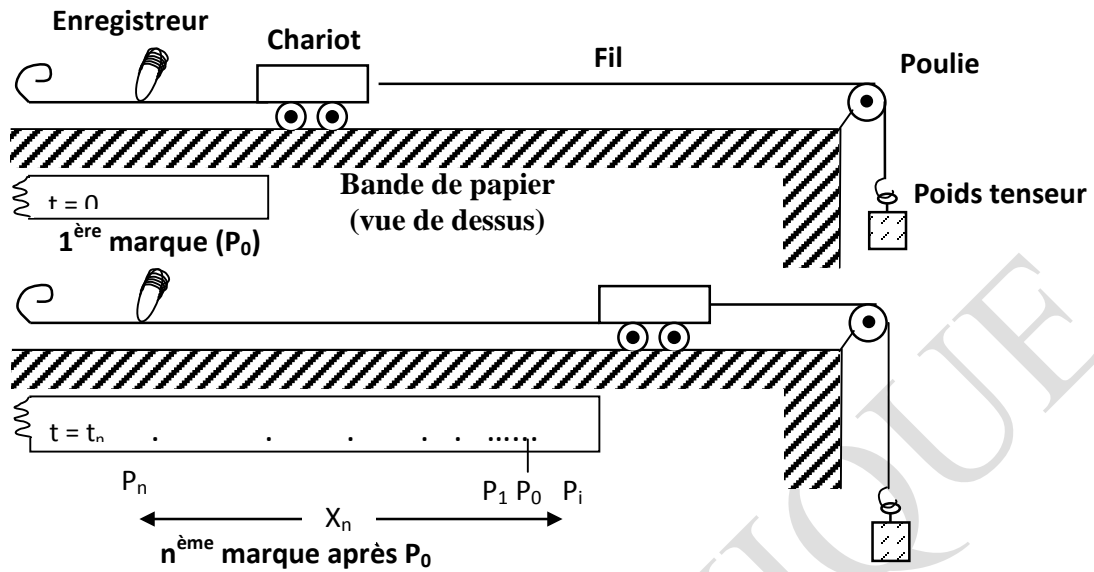 Enregistreur
Chariot
Fil
Poulie
Bande de papier
(vue de dessus)
Poids tenseur
t = 0
1ère marque (P₀)
t = tₙ
Pₙ
P₁ P₀ Pᵢ
Xₙ
nème marque après P₀
IQUE